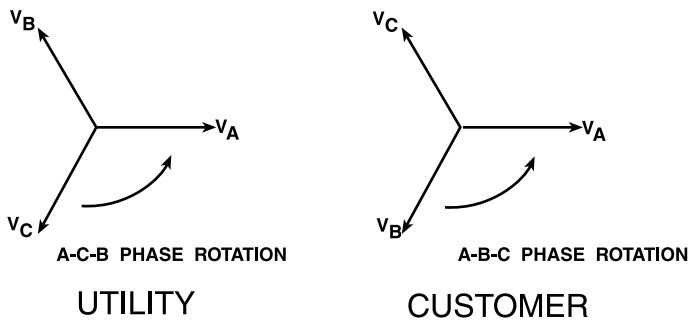 VB
VA
VC
A-C-B PHASE ROTATION
UTILITY
VC
VA
VB
A-B-C PHASE ROTATION
CUSTOMER